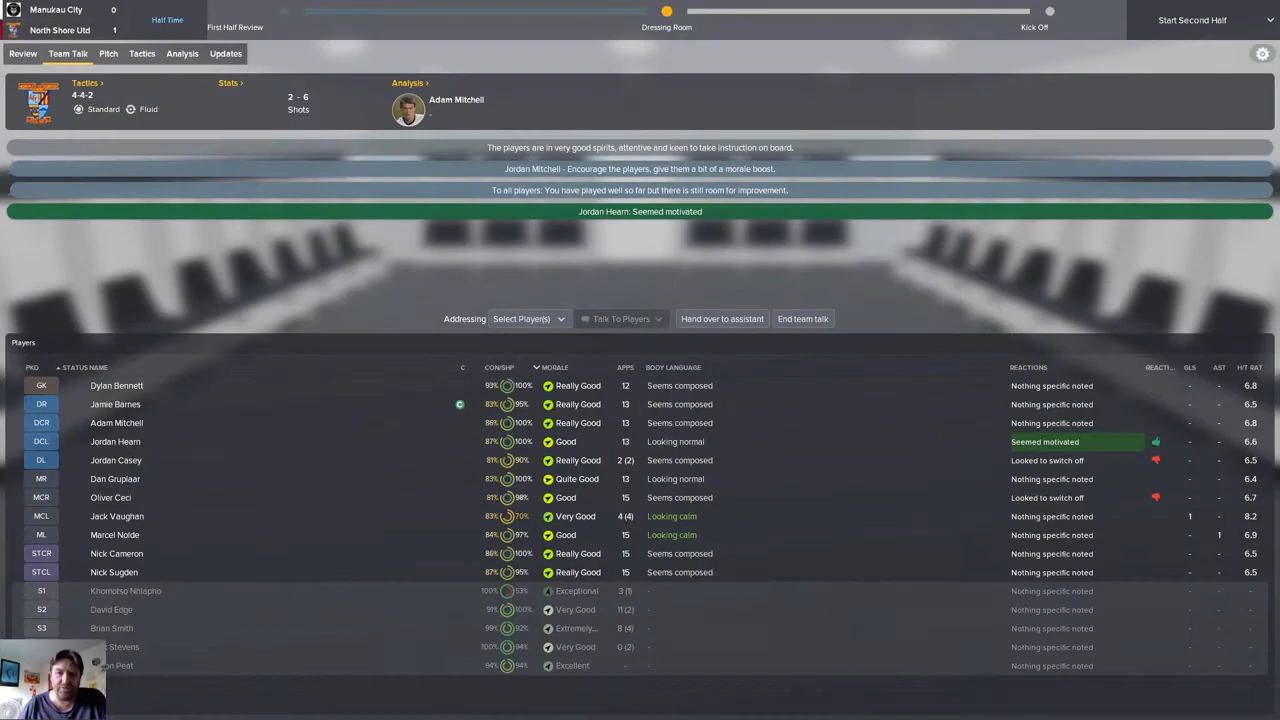 Manukau City 0
North Shore Utd 1
Half Time
First Half Review
Dressing Room
Kick Off
Start Second Half
Review Team Talk Pitch Tactics Analysis Updates
Tactics >
4-4-2
Standard Fluid
Stats >
2 - 6
Shots
Analysis >
Adam Mitchell
-
The players are in very good spirits, attentive and keen to take instruction on board.
Jordan Mitchell - Encourage the players, give them a bit of a morale boost.
To all players: You have played well so far but there is still room for improvement.
Jordan Hearn: Seemed motivated
Addressing Select Player(s) Talk To Players Hand over to assistant End team talk
Players
PKD STATUS NAME C CON/SHP MORALE APPS BODY LANGUAGE REACTIONS REACTI... GLS AST H/T RAT
GK Dylan Bennett 93% 100% Really Good 12 Seems composed Nothing specific noted - - 6.8
DR Jamie Barnes C 83% 95% Really Good 13 Seems composed Nothing specific noted - - 6.5
DCR Adam Mitchell 86% 100% Really Good 13 Seems composed Nothing specific noted - - 6.8
DCL Jordan Hearn 87% 100% Good 13 Looking normal Seemed motivated - - 6.6
DL Jordan Casey 81% 90% Really Good 2 (2) Seems composed Looked to switch off - - 6.5
MR Dan Gruplaar 83% 100% Quite Good 13 Looking normal Nothing specific noted - - 6.4
MCR Oliver Ceci 81% 98% Good 15 Seems composed Looked to switch off - - 6.7
MCL Jack Vaughan 83% 70% Very Good 4 (4) Looking calm Nothing specific noted 1 - 8.2
ML Marcel Nolde 84% 97% Good 15 Looking calm Nothing specific noted - 1 6.9
STCR Nick Cameron 86% 100% Really Good 15 Seems composed Nothing specific noted - - 6.5
STCL Nick Sugden 87% 95% Really Good 15 Seems composed Nothing specific noted - - 6.5
S1 Khomotso Nhlapho 100% 53% Exceptional 3 (1) - Nothing specific noted - - -
S2 David Edge 91% 100% Very Good 11 (2) - Nothing specific noted - - -
S3 Brian Smith 99% 92% Extremely... 8 (4) - Nothing specific noted - - -
Stevens 100% 94% Very Good 0 (2) - Nothing specific noted - - -
Peat 94% 94% Excellent - - Nothing specific noted - - -